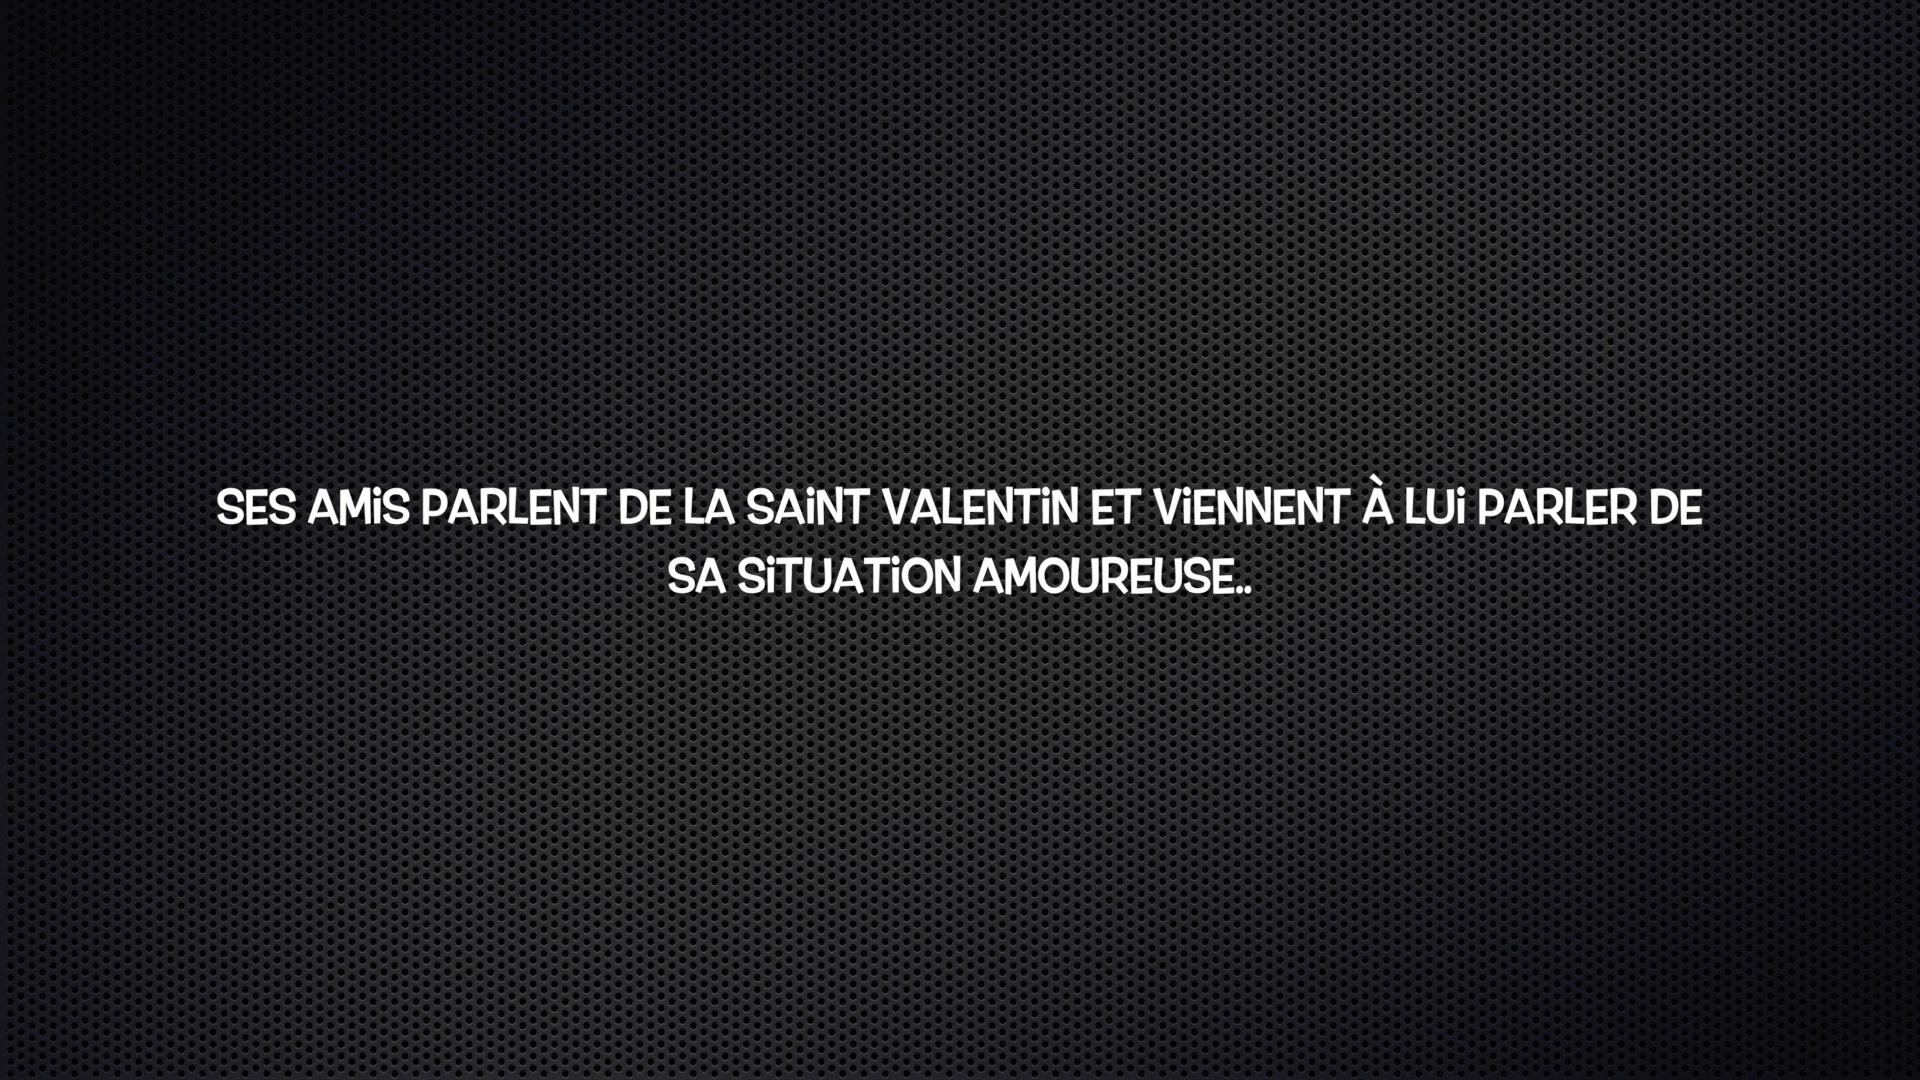 SES AMiS PARLENT DE LA SAiNT VALENTiN ET ViENNENT À LUi PARLER DE
SA SiTUATiON AMOUREUSE..